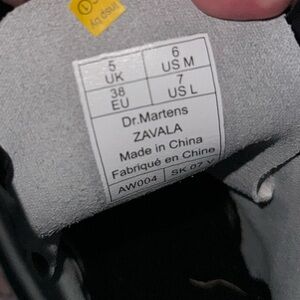 5 6
UK US M
38 7
EU US L
Dr.Martens
ZAVALA
Made in China
Fabriqué en Chine
AW004 SK 07 V